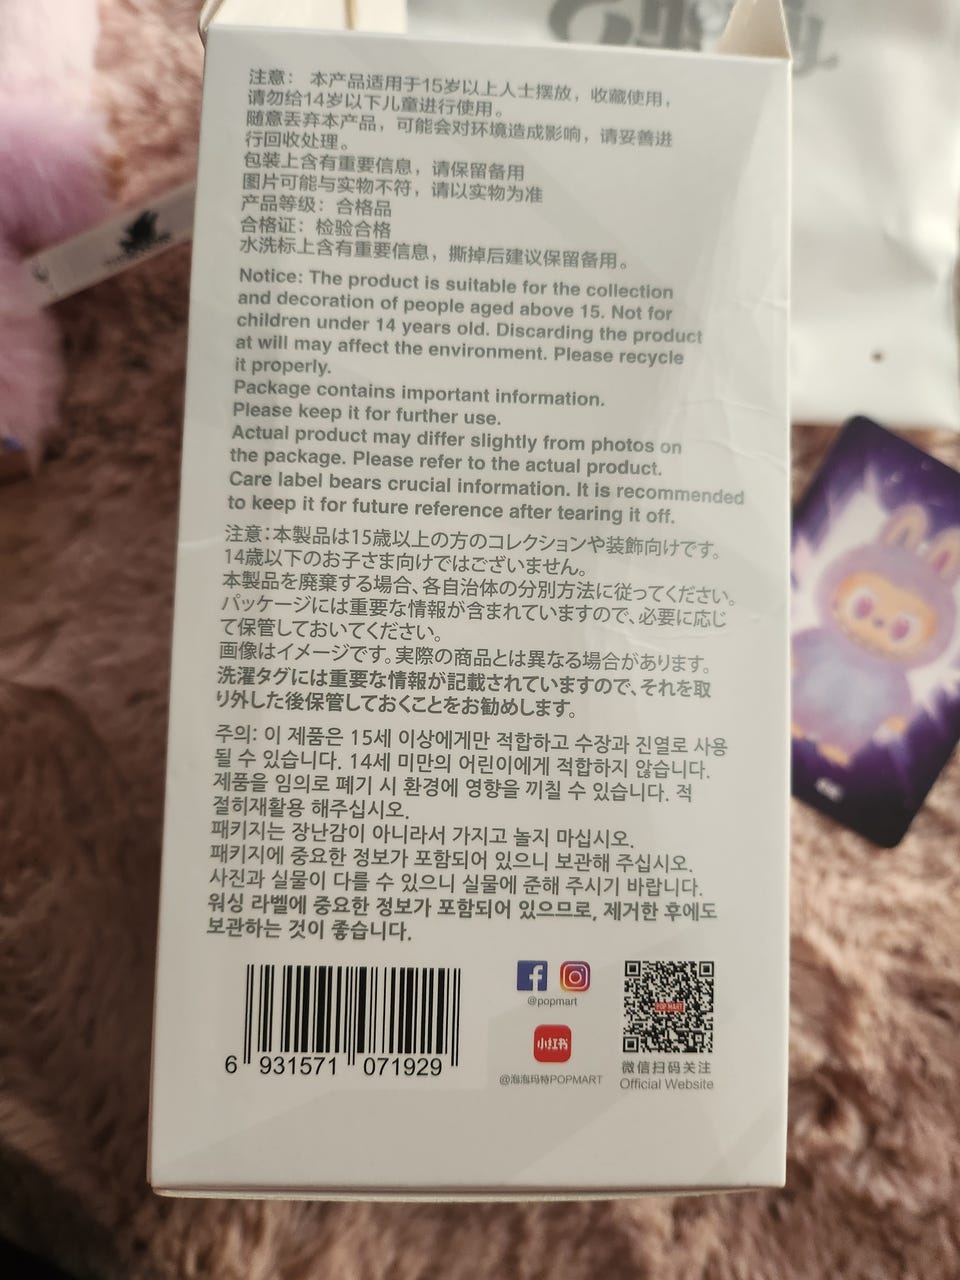 注意： 本产品适用于15岁以上人士摆放，收藏使用，
请勿给14岁以下儿童进行使用。
随意丢弃本产品，可能会对环境造成影响，请妥善进
行回收处理。
包装上含有重要信息，请保留备用
图片可能与实物不符，请以实物为准
产品等级：合格品
合格证：检验合格
水洗标上含有重要信息，撕掉后建议保留备用。
Notice: The product is suitable for the collection
and decoration of people aged above 15. Not for
children under 14 years old. Discarding the product
at will may affect the environment. Please recycle
it properly.
Package contains important information.
Please keep it for further use.
Actual product may differ slightly from photos on
the package. Please refer to the actual product.
Care label bears crucial information. It is recommended
to keep it for future reference after tearing it off.
注意：本製品は15歳以上の方のコレクションや装飾向けです。
14歳以下のお子さま向けではございません。
本製品を廃棄する場合、各自治体の分別方法に従ってください。
パッケージには重要な情報が含まれていますので、必要に応じ
て保管しておいてください。
画像はイメージです。実際の商品とは異なる場合があります。
洗濯タグには重要な情報が記載されていますので、それを取
り外した後保管しておくことをお勧めします。
주의: 이 제품은 15세 이상에게만 적합하고 수장과 진열로 사용
될 수 있습니다. 14세 미만의 어린이에게 적합하지 않습니다.
제품을 임의로 폐기 시 환경에 영향을 끼칠 수 있습니다. 적
절히재활용 해주십시오.
패키지는 장난감이 아니라서 가지고 놀지 마십시오.
패키지에 중요한 정보가 포함되어 있으니 보관해 주십시오.
사진과 실물이 다를 수 있으니 실물에 준해 주시기 바랍니다.
워싱 라벨에 중요한 정보가 포함되어 있으므로, 제거한 후에도
보관하는 것이 좋습니다.
6 931571 071929
@popmart
小红书
@泡泡玛特POPMART
POP MART
微信扫码关注
Official Website